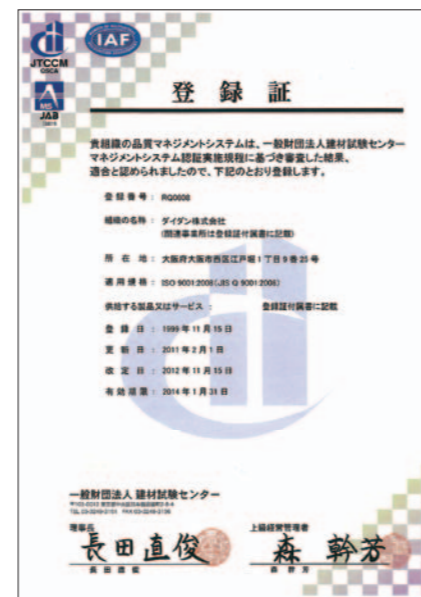 JTCCM
IAF
MS
JAB
登録証
貴組織の品質マネジメントシステムは、一般財団法人建材試験センター
マネジメントシステム認証実施規程に基づき審査した結果、
適合と認められましたので、下記のとおり登録します。
登録番号：RQ0608
組織の名称：ダイダン株式会社
(関連事業所は登録証付属書に記載)
所在地：大阪府大阪市西区江戸堀1丁目9番25号
適用規格：ISO 9001:2008(JIS Q 9001:2008)
供給する製品又はサービス： 登録証付属書に記載
登録日：1999年11月15日
更新日：2011年2月1日
改定日：2012年11月15日
有効期限：2014年1月31日
一般財団法人 建材試験センター
理事長
上級経営管理者
長田直俊
森 幹芳
長田直俊
森幹芳